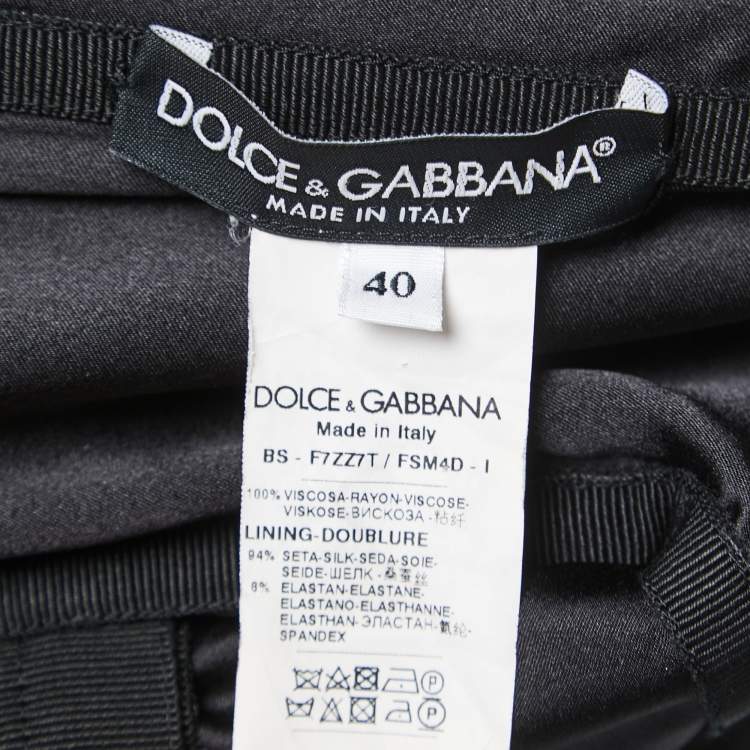 DOLCE & GABBANA®
MADE IN ITALY
40
DOLCE & GABBANA
Made in Italy
BS - F7ZZ7T / FSM4D - I
100% VISCOSA-RAYON-VISCOSE-
VISKOSE-ВИСКОЗА-粘纤
LINING-DOUBLURE
94% SETA-SILK-SEDA-SOIE-
SEIDE-ШЕЛК-桑蚕丝
6% ELASTAN-ELASTANE-
ELASTANO-ELASTHANNE-
ELASTHAN-ЭЛАСТАН-氨纶-
SPANDEX
P
P